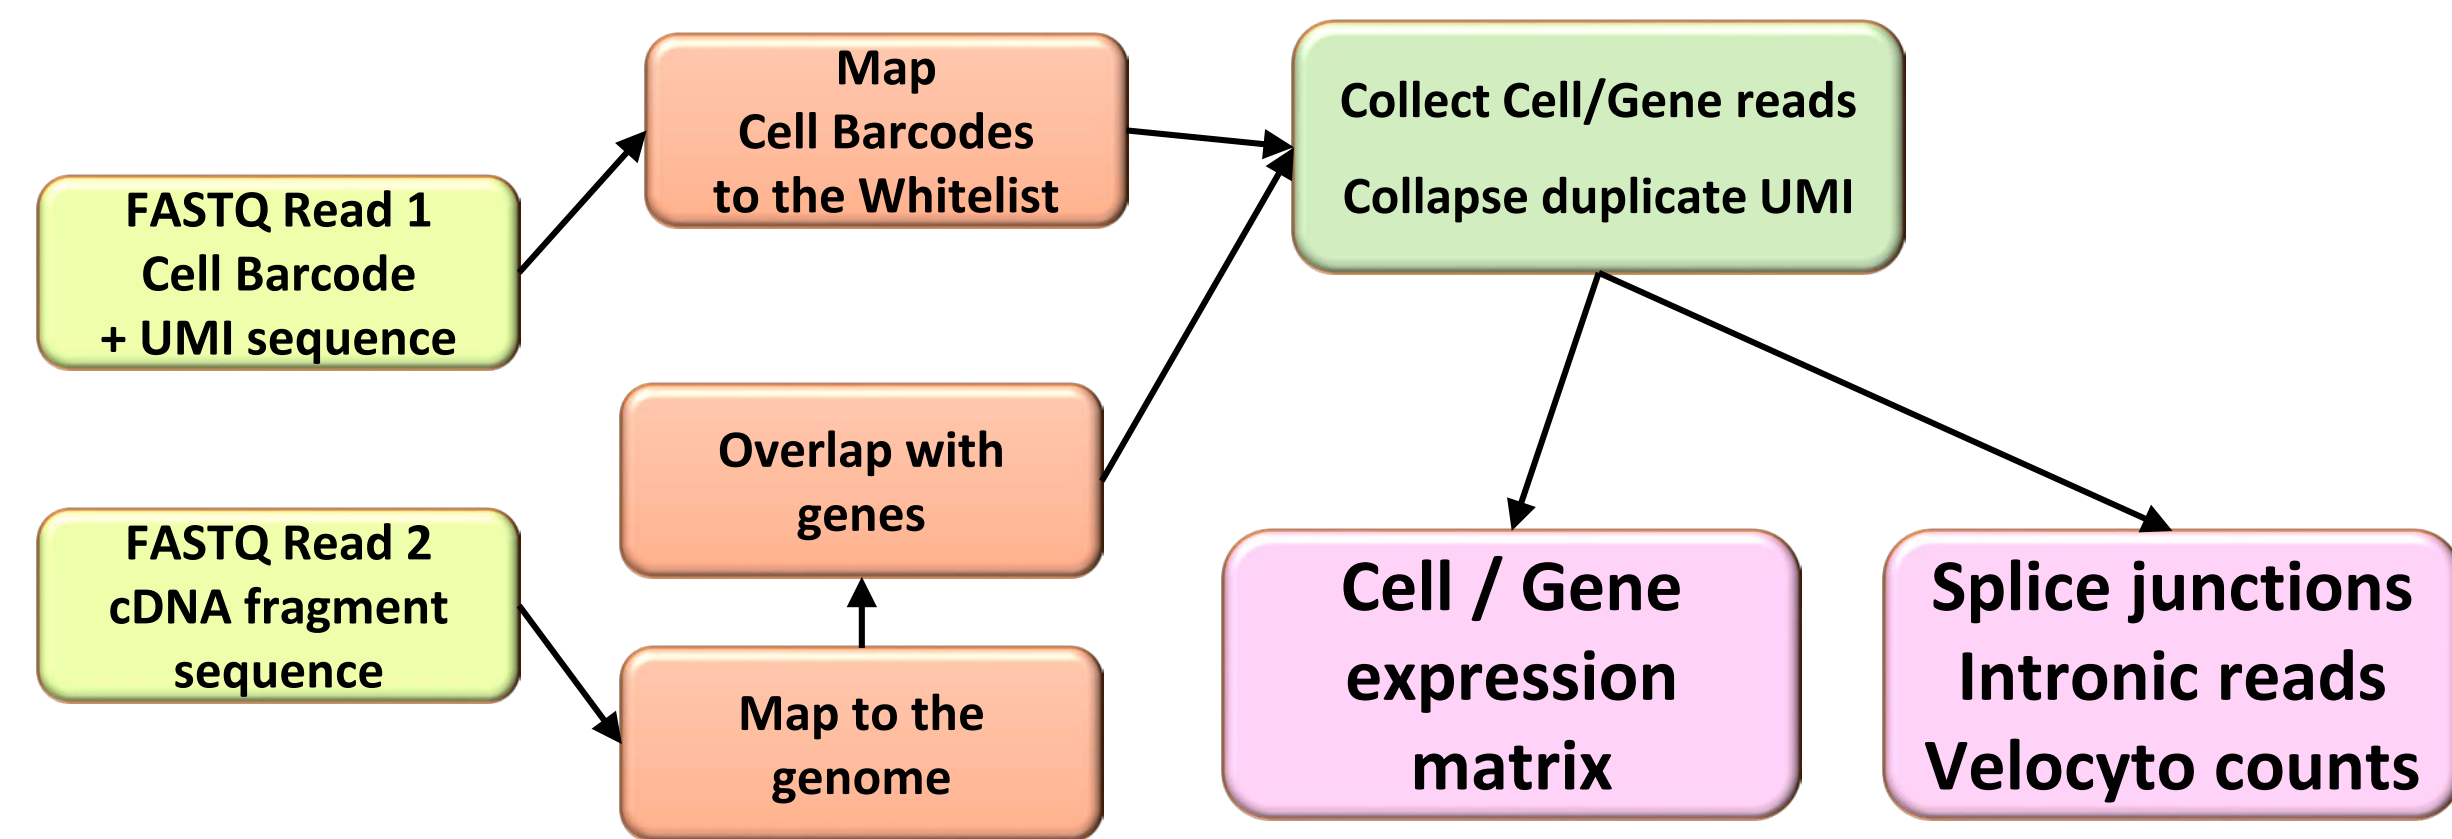 FASTQ Read 1
Cell Barcode
+ UMI sequence
Map
Cell Barcodes
to the Whitelist
Collect Cell/Gene reads
Collapse duplicate UMI
FASTQ Read 2
cDNA fragment
sequence
Overlap with
genes
Map to the
genome
Cell / Gene
expression
matrix
Splice junctions
Intronic reads
Velocyto counts